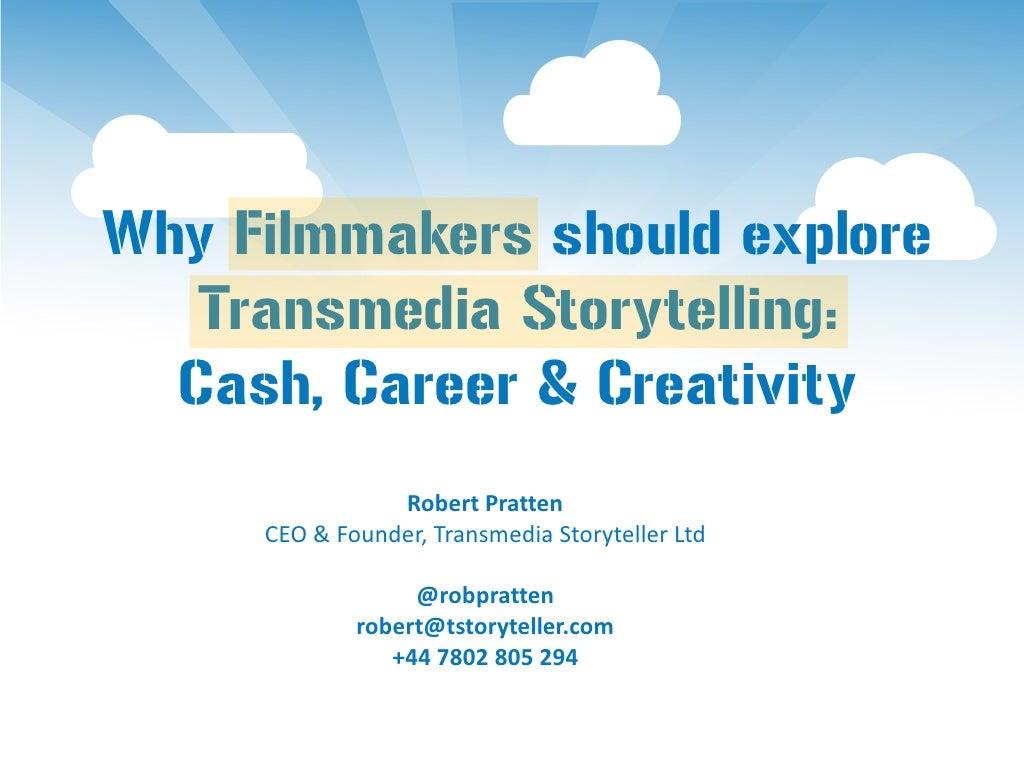 Why Filmmakers should explore
Transmedia Storytelling:
Cash, Career & Creativity
Robert Pratten
CEO & Founder, Transmedia Storyteller Ltd
@robpratten
robert@tstoryteller.com
+44 7802 805 294